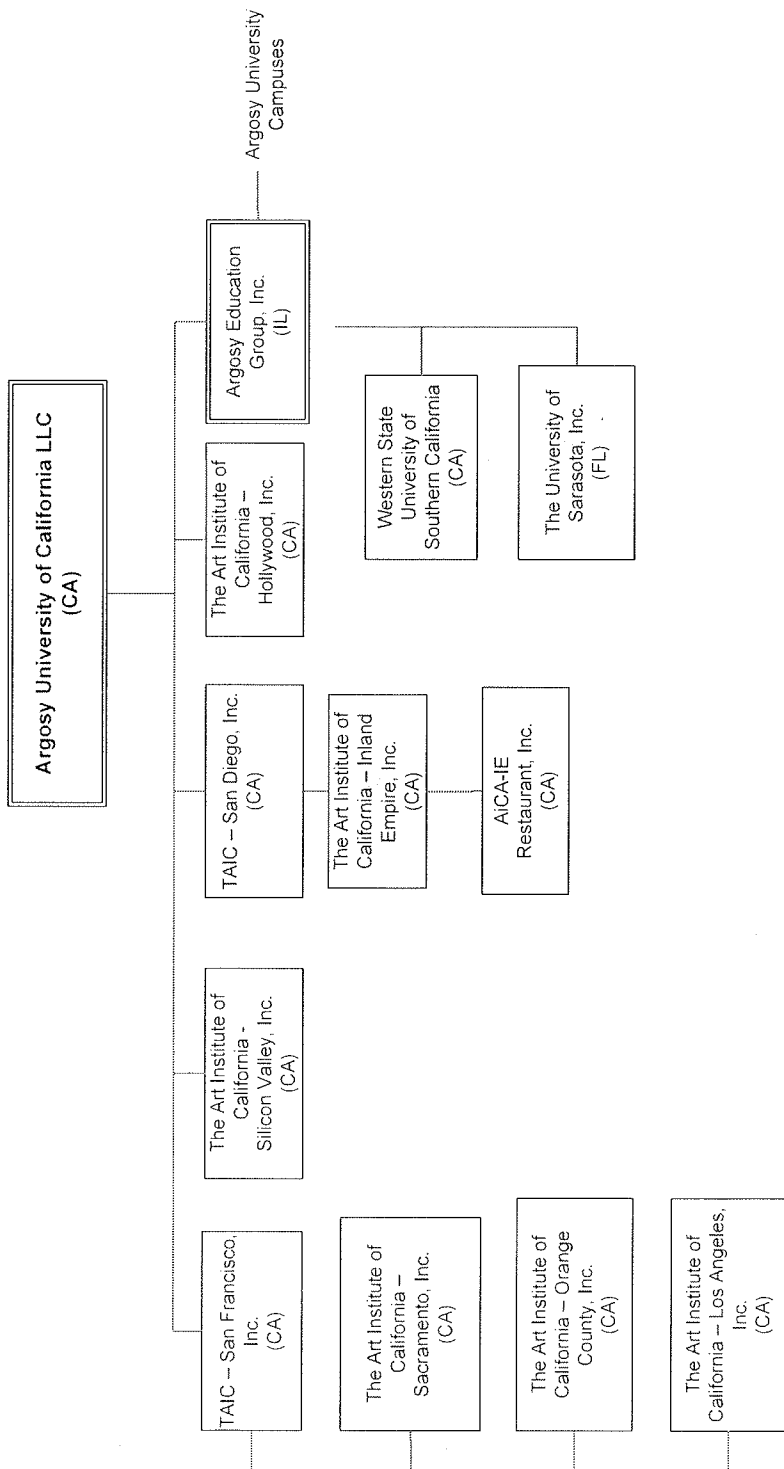 Argosy University of California LLC
(CA)
TAIC – San Francisco,
Inc.
(CA)
The Art Institute of
California –
Sacramento, Inc.
(CA)
The Art Institute of
California – Orange
County, Inc.
(CA)
The Art Institute of
California – Los Angeles,
Inc.
(CA)
The Art Institute of
California -
Silicon Valley, Inc.
(CA)
TAIC – San Diego, Inc.
(CA)
The Art Institute of
California – Inland
Empire, Inc.
(CA)
AiCA-IE
Restaurant, Inc.
(CA)
The Art Institute of
California –
Hollywood, Inc.
(CA)
Argosy Education
Group, Inc.
(IL)
Argosy University
Campuses
Western State
University of
Southern California
(CA)
The University of
Sarasota, Inc.
(FL)